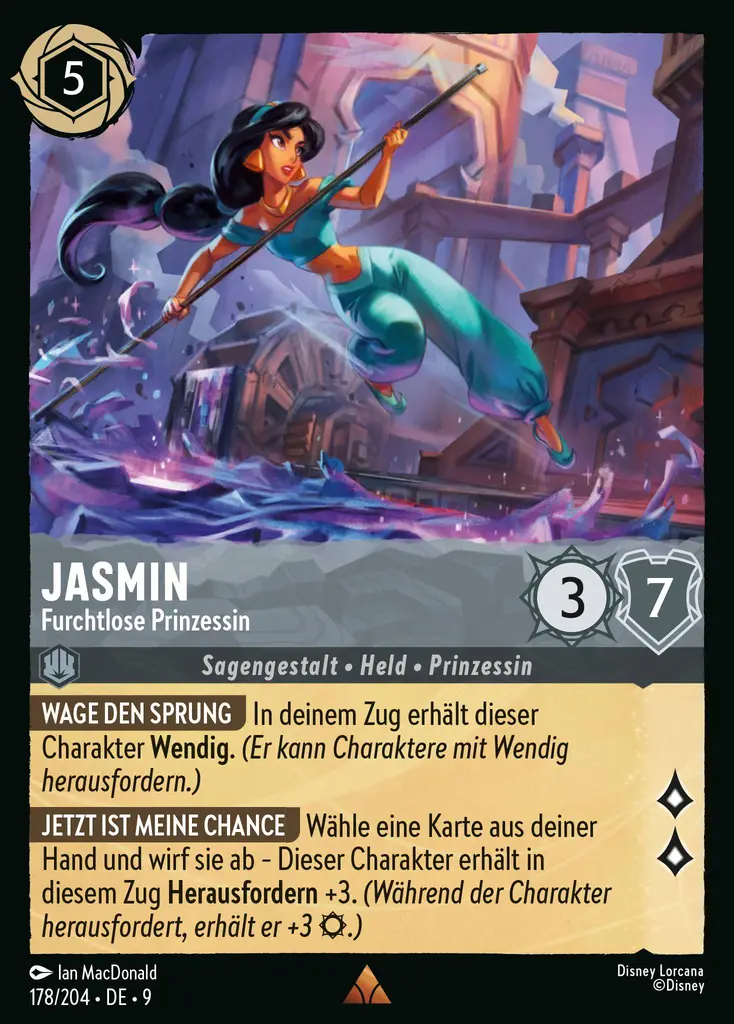 5
JASMIN
Furchtlose Prinzessin
3
7
Sagengestalt • Held • Prinzessin
WAGE DEN SPRUNG In deinem Zug erhält dieser
Charakter Wendig. (Er kann Charaktere mit Wendig
herausfordern.)
JETZT IST MEINE CHANCE Wähle eine Karte aus deiner
Hand und wirf sie ab - Dieser Charakter erhält in
diesem Zug Herausfordern +3. (Während der Charakter
herausfordert, erhält er +3 .)
Ian MacDonald
178/204 • DE • 9
Disney Lorcana
©Disney